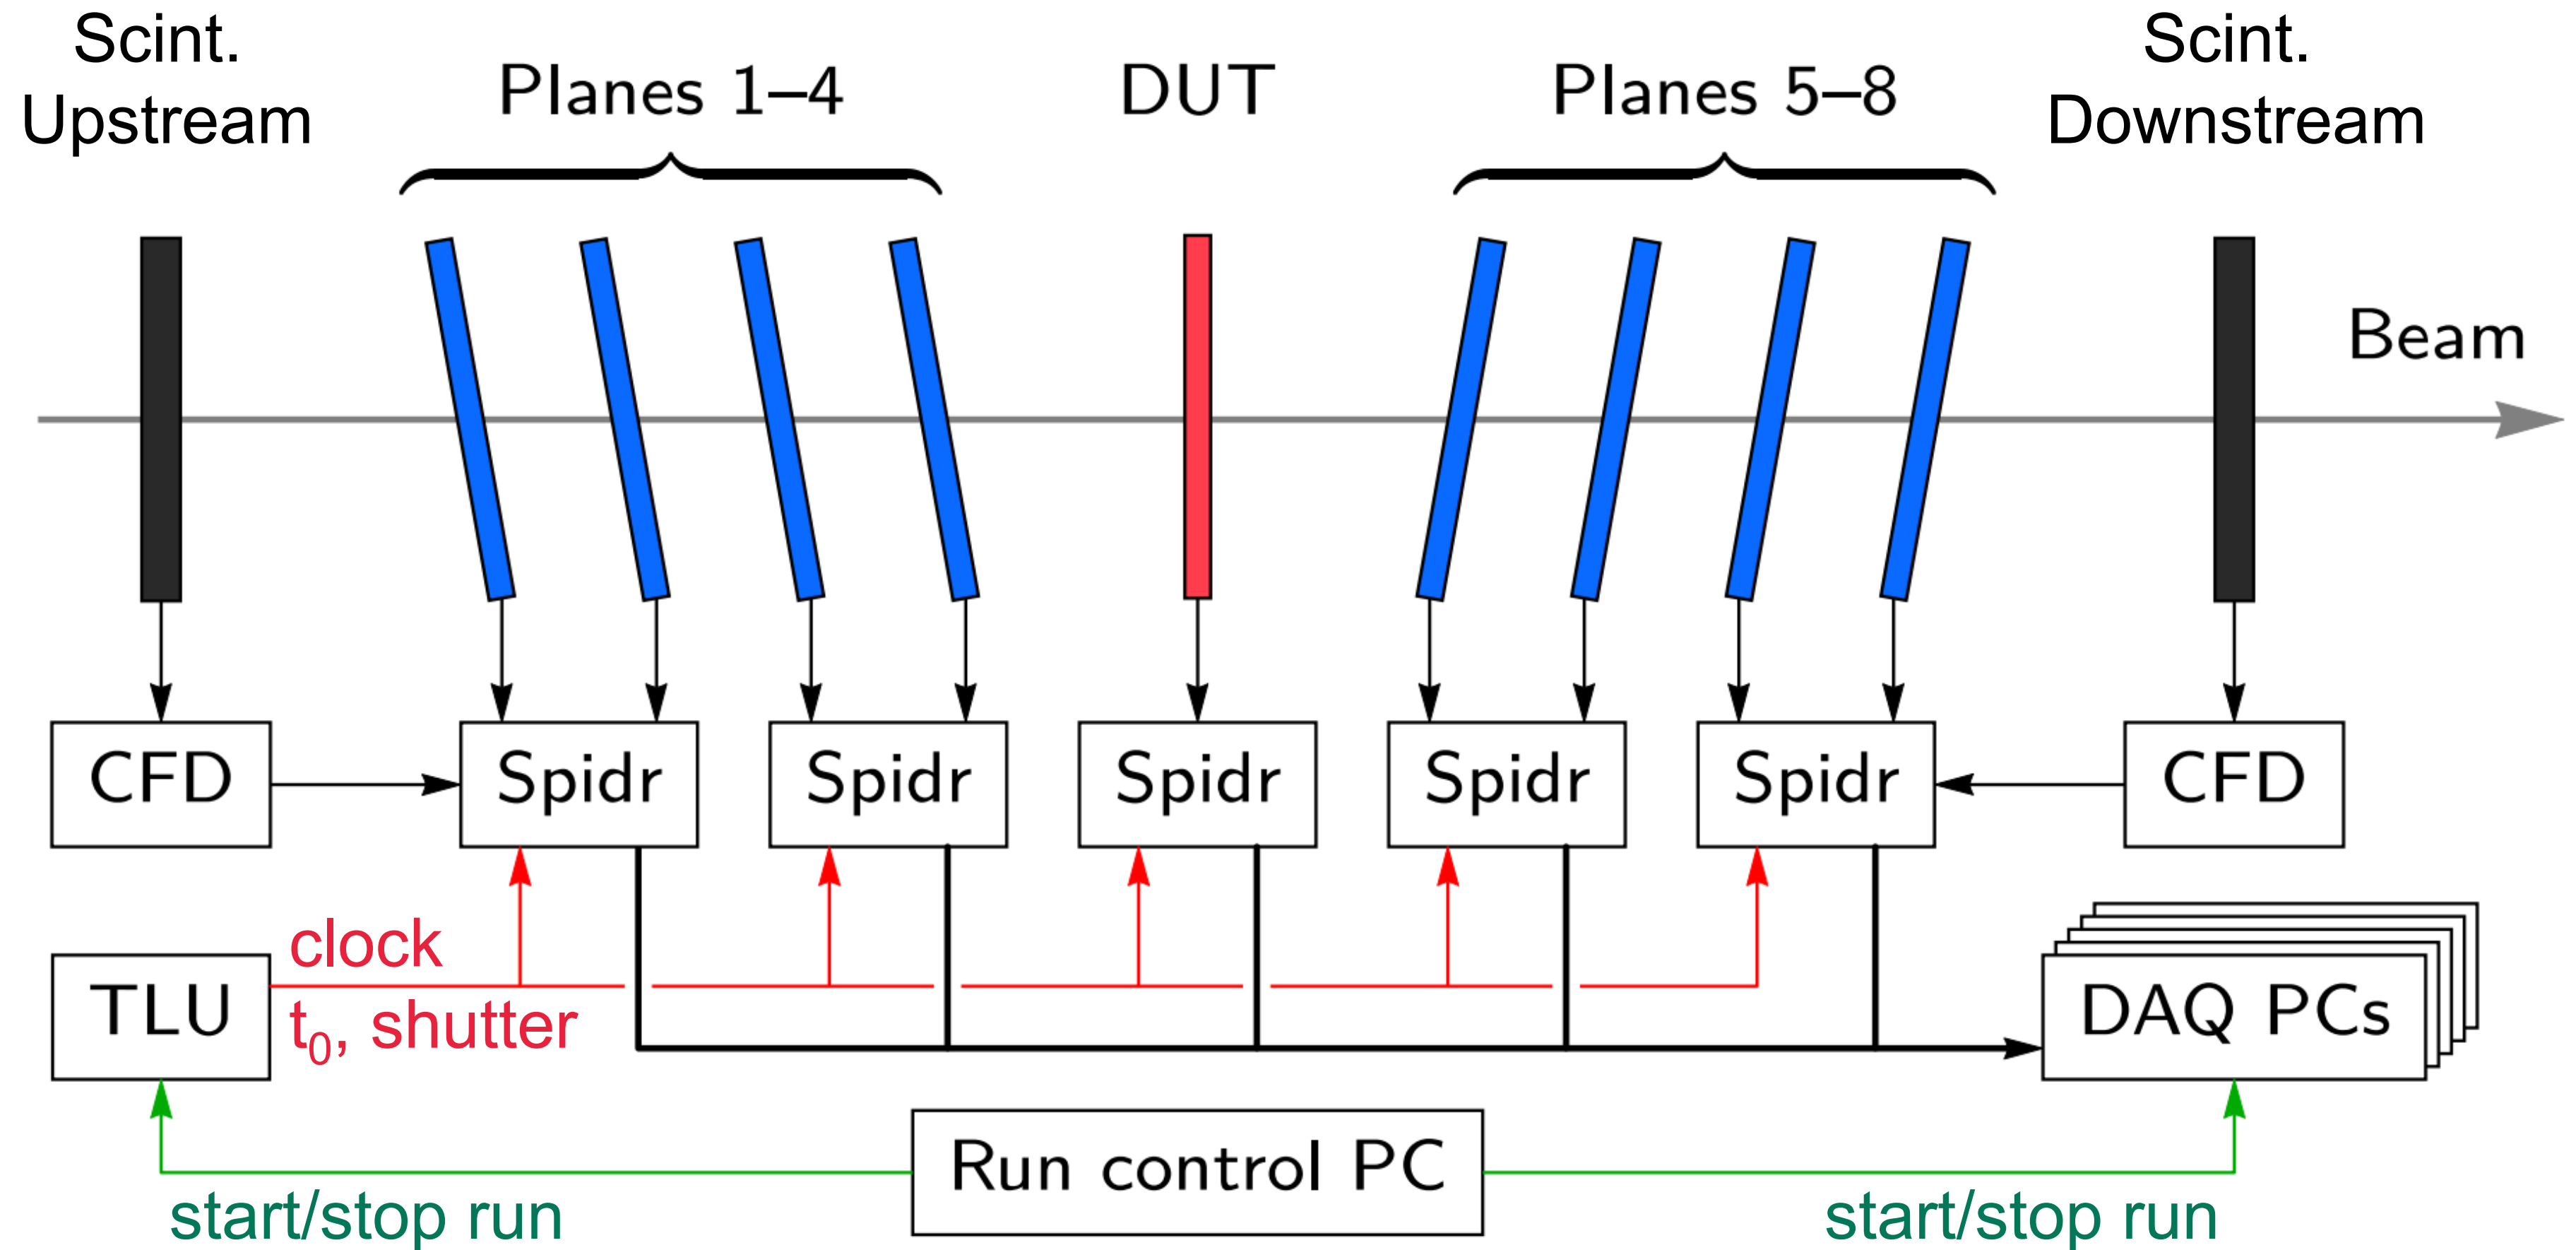 Scint.
Upstream
Planes 1–4
DUT
Planes 5–8
Scint.
Downstream
Beam
CFD
Spidr
Spidr
Spidr
Spidr
Spidr
CFD
TLU
clock
t₀, shutter
DAQ PCs
Run control PC
start/stop run
start/stop run